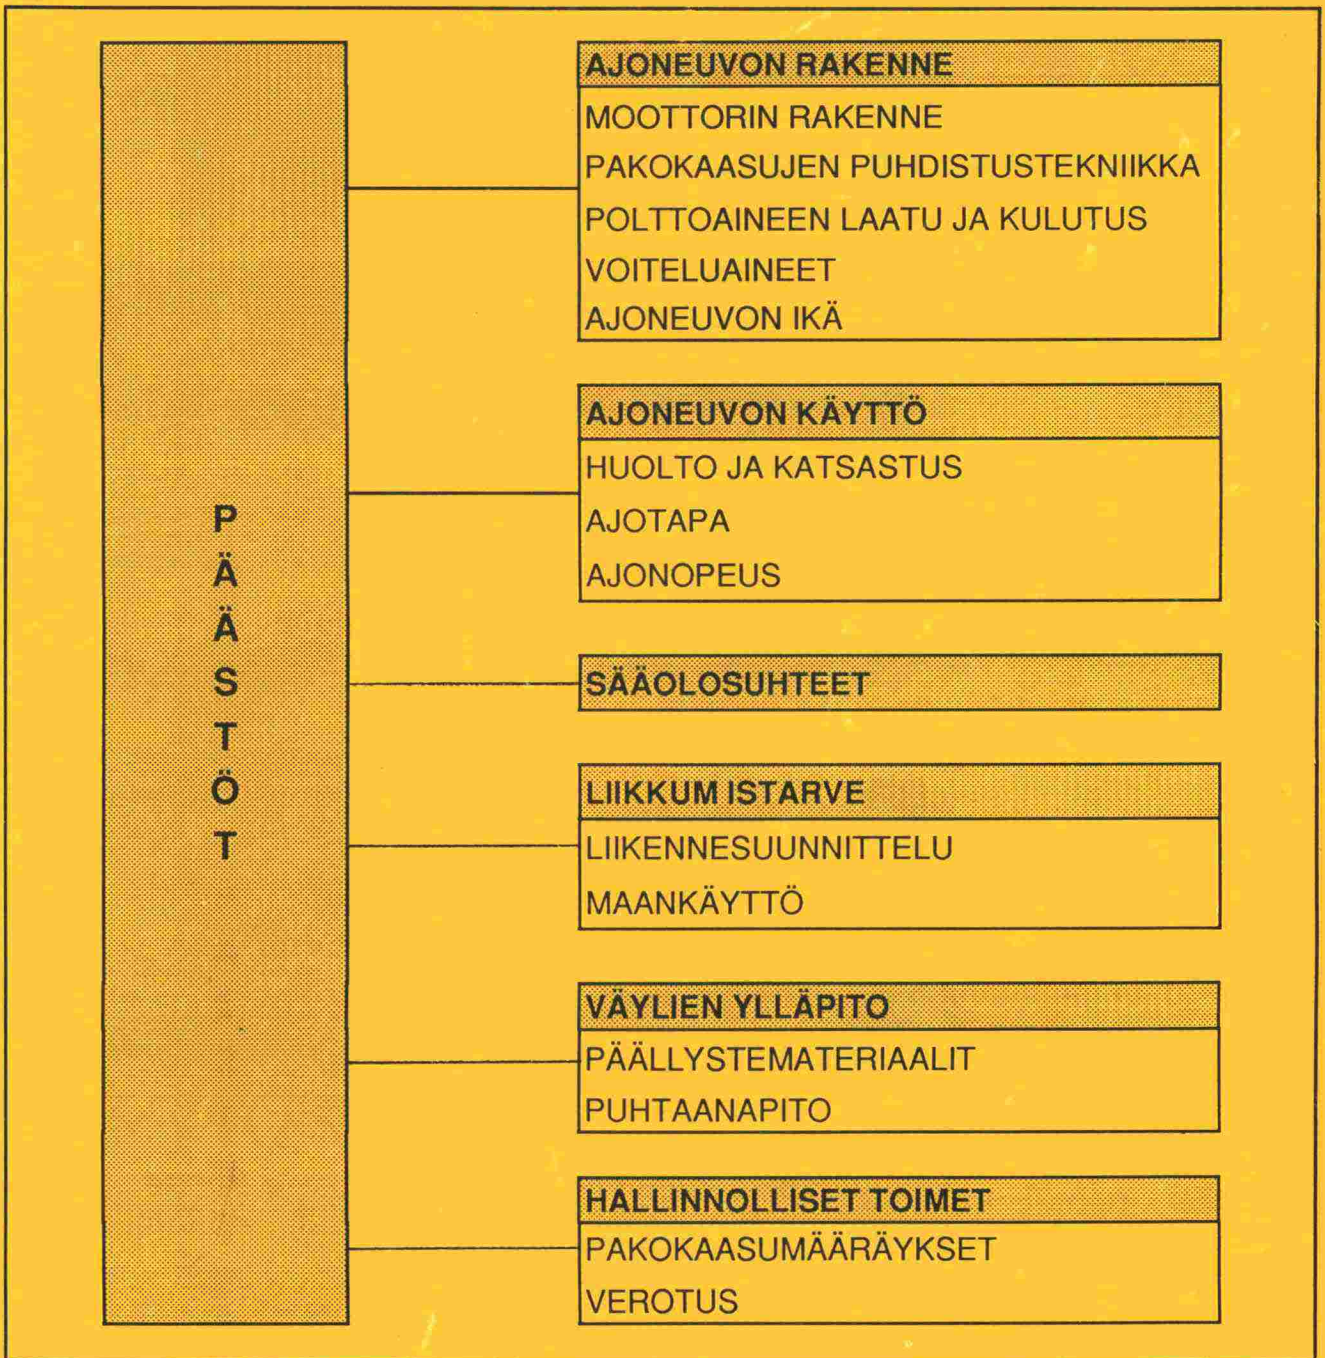 PÄÄSTÖT
AJONEUVON RAKENNE
MOOTTORIN RAKENNE
PAKOKAASUJEN PUHDISTUSTEKNIIKKA
POLTTOAINEEN LAATU JA KULUTUS
VOITELUAINEET
AJONEUVON IKÄ
AJONEUVON KÄYTTÖ
HUOLTO JA KATSASTUS
AJOTAPA
AJONOPEUS
SÄÄOLOSUHTEET
LIIKKUM ISTARVE
LIIKENNESUUNNITTELU
MAANKÄYTTÖ
VÄYLIEN YLLÄPITO
PÄÄLLYSTEMATERIAALIT
PUHTAANAPITO
HALLINNOLLISET TOIMET
PAKOKAASUMÄÄRÄYKSET
VEROTUS